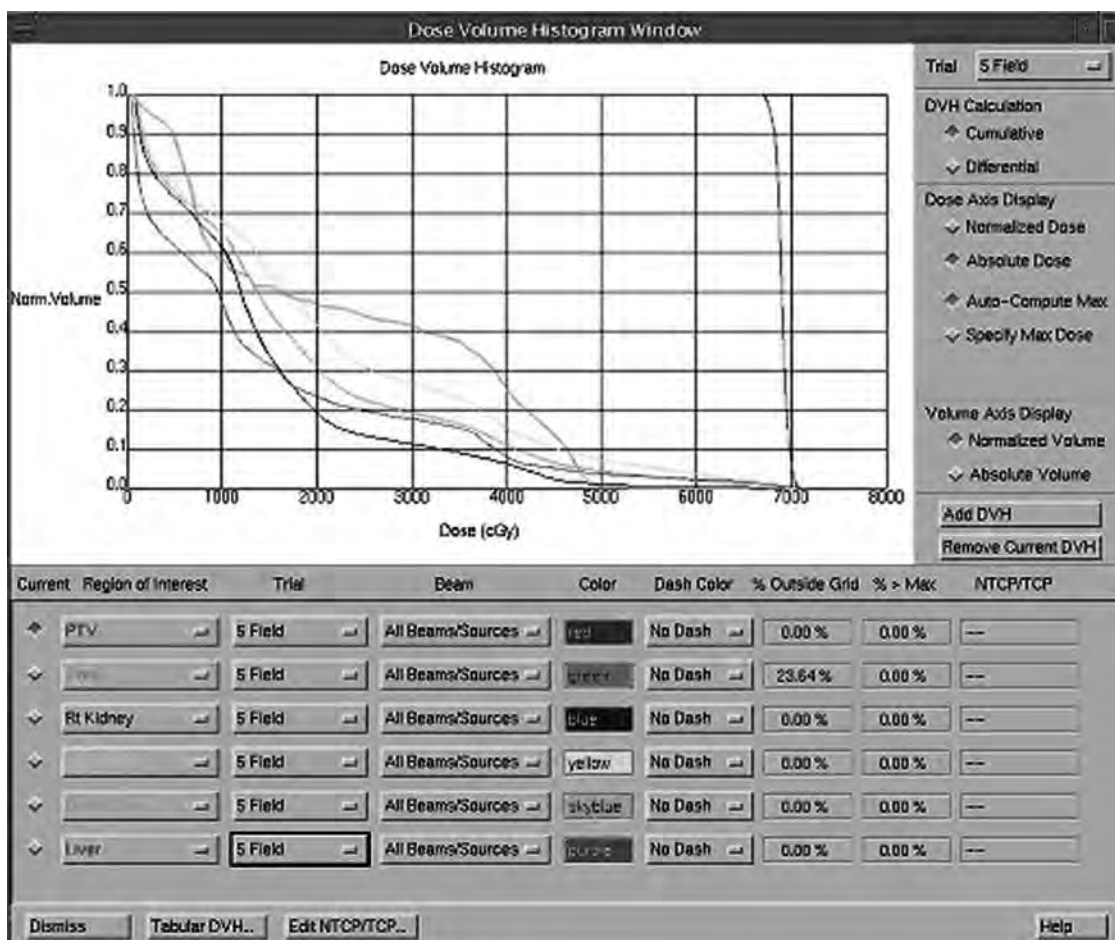 Dose Volume Histogram Window
Dose Volume Histogram
Trial 5 Field
DVH Calculation
Cumulative
Differential
Dose Axis Display
Normalized Dose
Absolute Dose
Auto-Compute Max
Specify Max Dose
Volume Axis Display
Normalized Volume
Absolute Volume
Add DVH
Remove Current DVH
1.0
0.9
0.8
0.7
0.6
0.5
Norm.Volume
0.4
0.3
0.2
0.1
0.0
0 1000 2000 3000 4000 5000 6000 7000 8000
Dose (cGy)
Current Region of Interest Trial Beam Color Dash Color % Outside Grid % > Max NTCP/TCP
PTV 5 Field All Beams/Sources red No Dash 0.00 % 0.00 % --
5 Field All Beams/Sources green No Dash 23.64 % 0.00 % --
Rt Kidney 5 Field All Beams/Sources blue No Dash 0.00 % 0.00 % --
5 Field All Beams/Sources yellow No Dash 0.00 % 0.00 % --
5 Field All Beams/Sources skyblue No Dash 0.00 % 0.00 % --
Liver 5 Field All Beams/Sources purple No Dash 0.00 % 0.00 % --
Dismiss Tabular DVH.. Edit NTCP/TCP.. Help